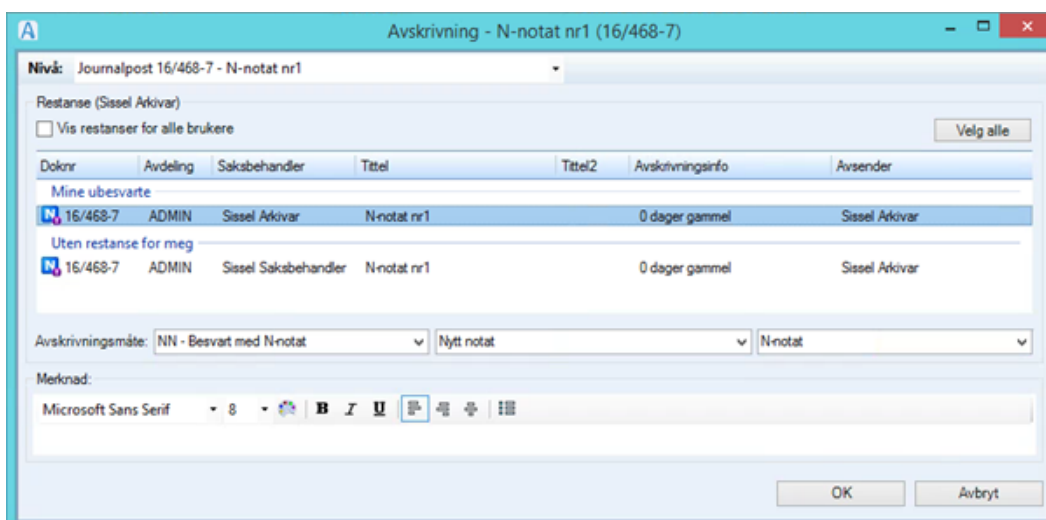 Avskrivning - N-notat nr1 (16/468-7)
Nivå: Journalpost 16/468-7 - N-notat nr1
Restanse (Sissel Arkivar)
Vis restanser for alle brukere
Velg alle
Doknr Avdeling Saksbehandler Tittel Tittel2 Avskrivningsinfo Avsender
Mine ubesvarte
16/468-7 ADMIN Sissel Arkivar N-notat nr1 0 dager gammel Sissel Arkivar
Uten restanse for meg
16/468-7 ADMIN Sissel Saksbehandler N-notat nr1 0 dager gammel Sissel Arkivar
Avskrivningsmåte: NN - Besvart med N-notat Nytt notat N-notat
Merknad:
Microsoft Sans Serif 8 B I U
OK Avbryt